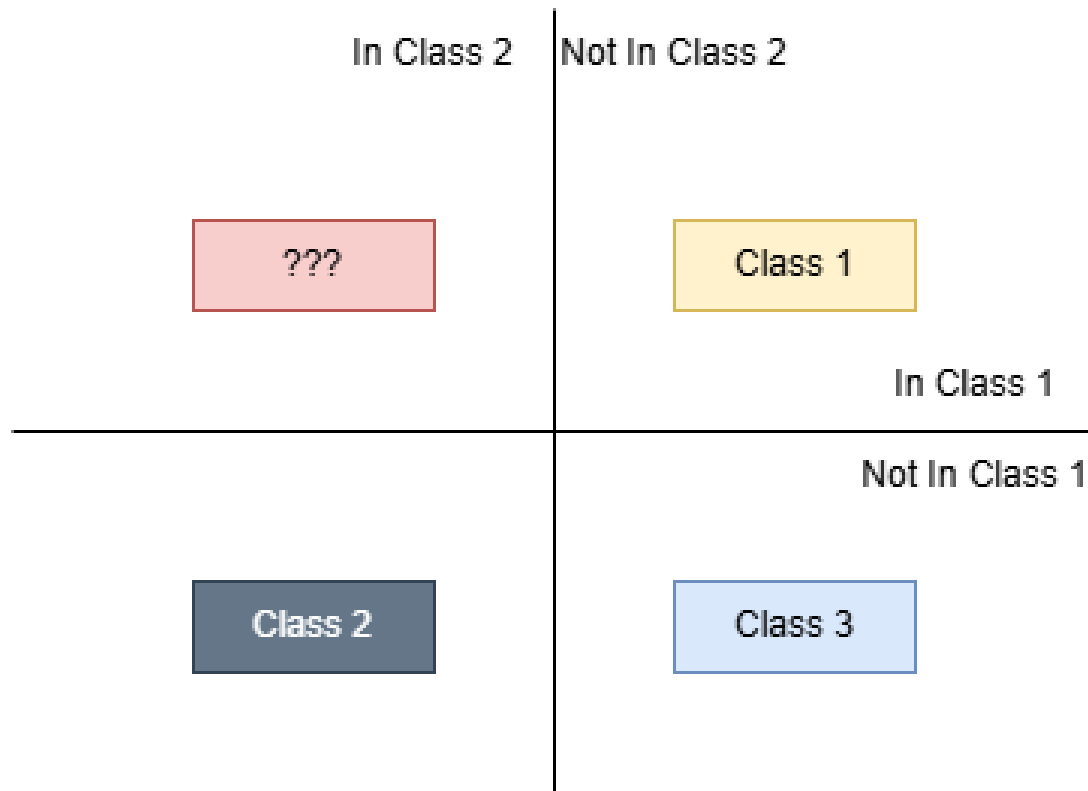 In Class 2
Not In Class 2
???
Class 1
In Class 1
Not In Class 1
Class 2
Class 3